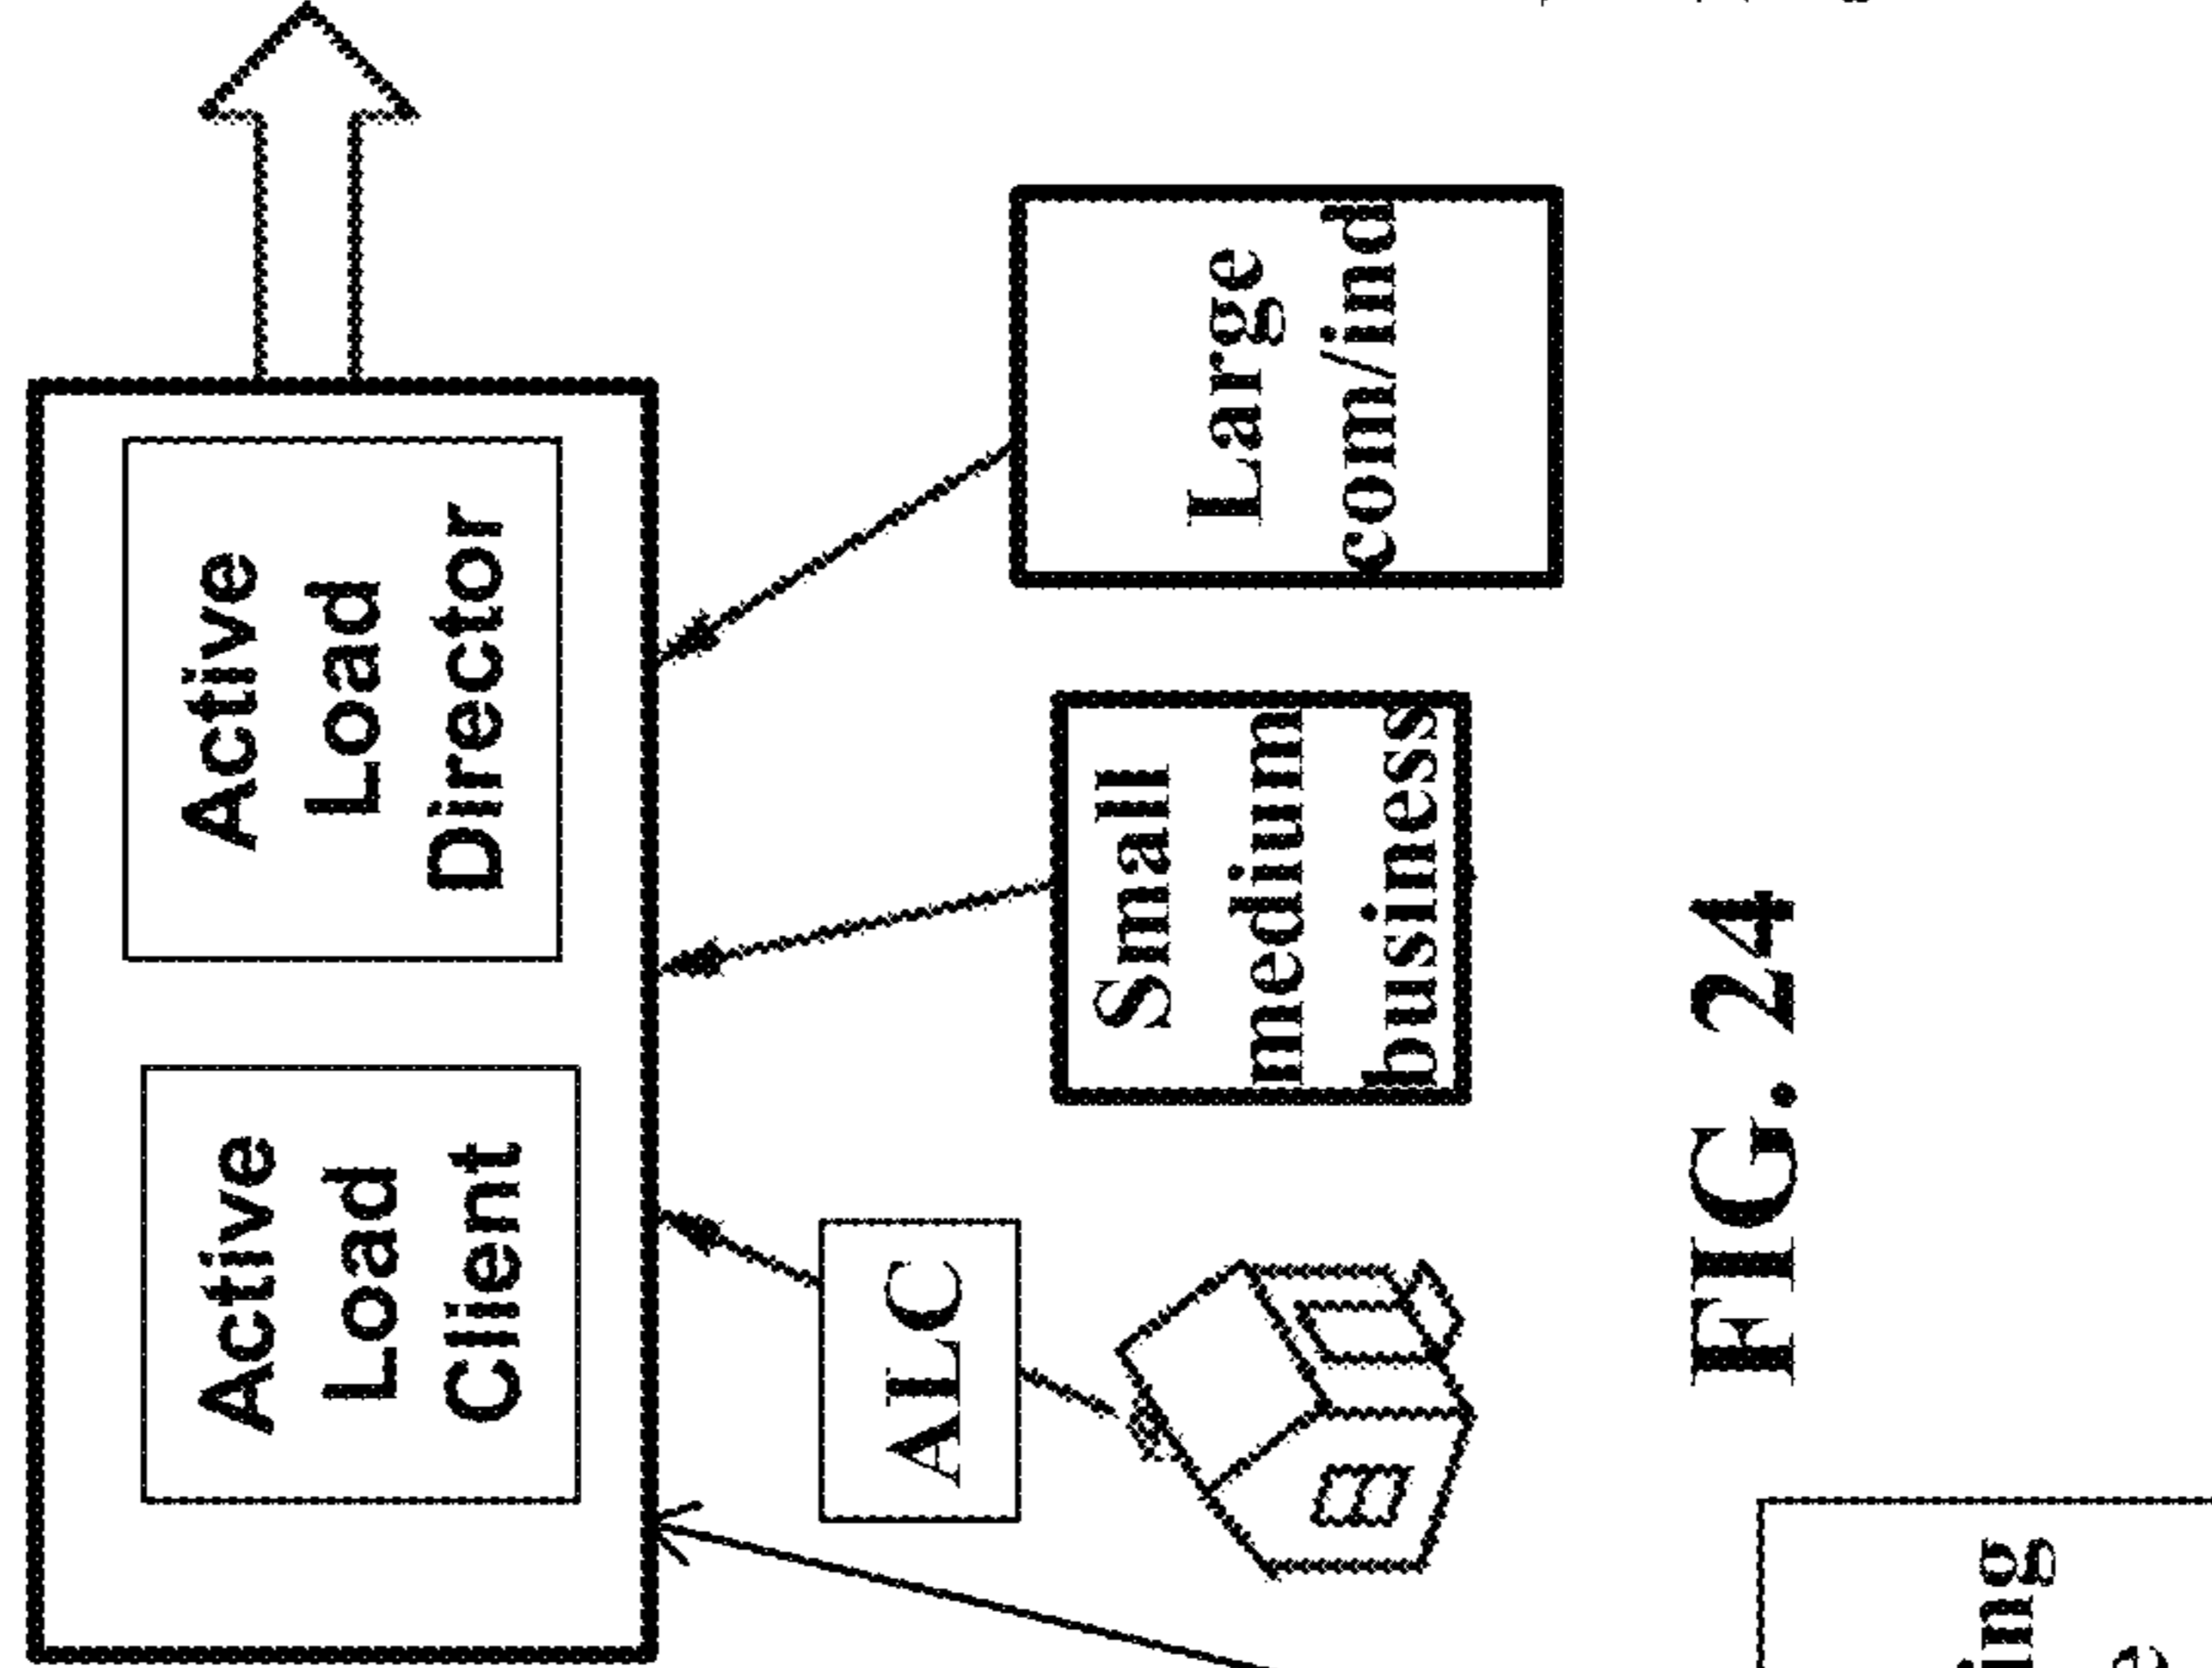 Active
Load
Client
Active
Load
Director
ALC
Small
medium
business
Large
com/ind
FIG. 24